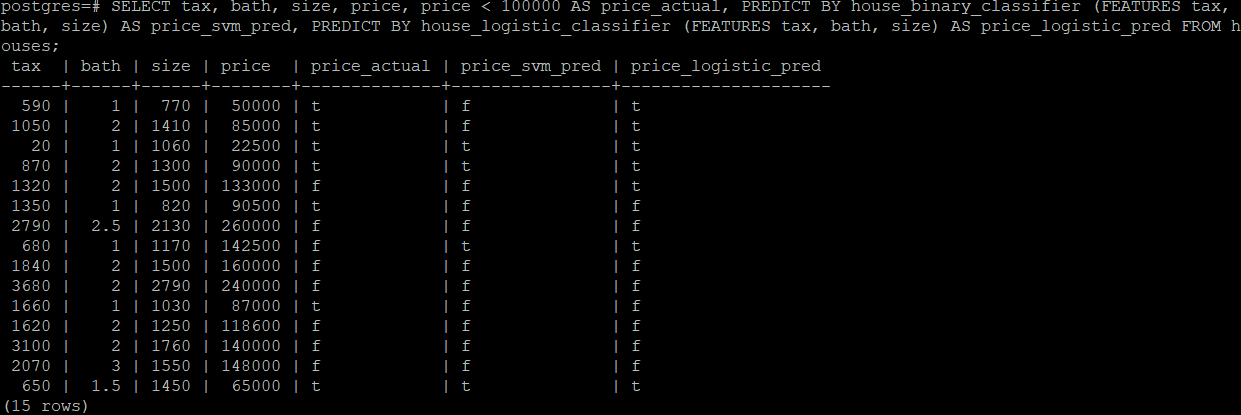 postgres=# SELECT tax, bath, size, price, price < 100000 AS price_actual, PREDICT BY house_binary_classifier (FEATURES tax,
bath, size) AS price_svm_pred, PREDICT BY house_logistic_classifier (FEATURES tax, bath, size) AS price_logistic_pred FROM h
ouses;
 tax  | bath | size | price  | price_actual | price_svm_pred | price_logistic_pred
------+------+------+--------+--------------+----------------+---------------------
  590 |    1 |  770 |  50000 | t            | f              | t
 1050 |    2 | 1410 |  85000 | t            | f              | t
   20 |    1 | 1060 |  22500 | t            | t              | t
  870 |    2 | 1300 |  90000 | t            | t              | t
 1320 |    2 | 1500 | 133000 | f            | f              | t
 1350 |    1 |  820 |  90500 | t            | f              | f
 2790 |  2.5 | 2130 | 260000 | f            | f              | f
  680 |    1 | 1170 | 142500 | f            | t              | t
 1840 |    2 | 1500 | 160000 | f            | f              | f
 3680 |    2 | 2790 | 240000 | f            | f              | f
 1660 |    1 | 1030 |  87000 | t            | f              | f
 1620 |    2 | 1250 | 118600 | f            | f              | f
 3100 |    2 | 1760 | 140000 | f            | f              | f
 2070 |    3 | 1550 | 148000 | f            | f              | f
  650 |  1.5 | 1450 |  65000 | t            | t              | t
(15 rows)